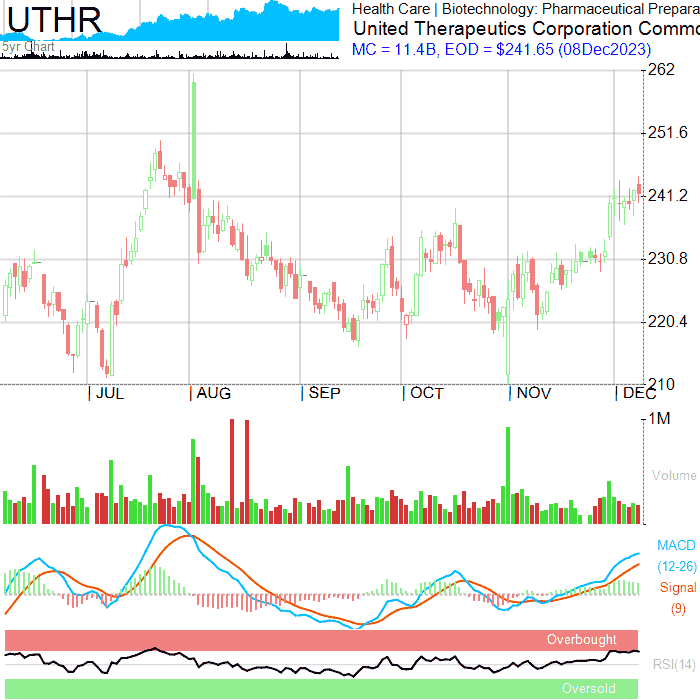 UTHR
5yr Chart
Health Care | Biotechnology: Pharmaceutical Prepara
United Therapeutics Corporation Commo
MC = 11.4B, EOD = $241.65 (08Dec2023)
262
251.6
241.2
230.8
220.4
210
| JUL | AUG | SEP | OCT | NOV | DEC
1M
Volume
MACD
(12-26)
Signal
(9)
Overbought
RSI(14)
Oversold